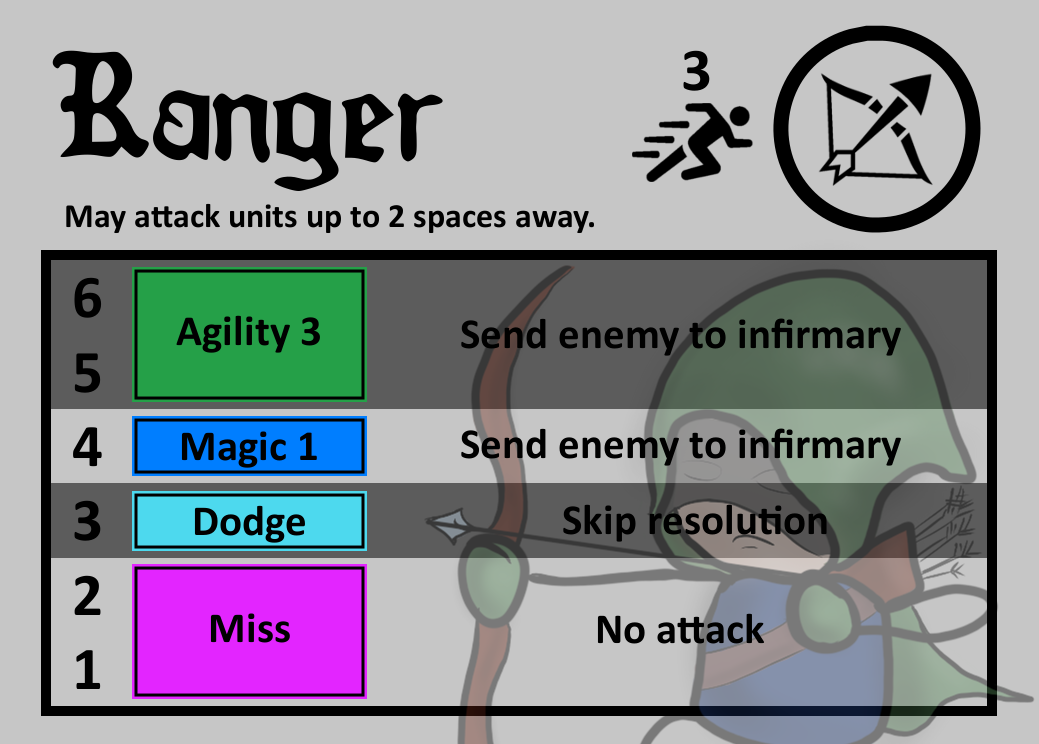 Ranger
3
May attack units up to 2 spaces away.
6
5
Agility 3
Send enemy to infirmary
4
Magic 1
Send enemy to infirmary
3
Dodge
Skip resolution
2
1
Miss
No attack